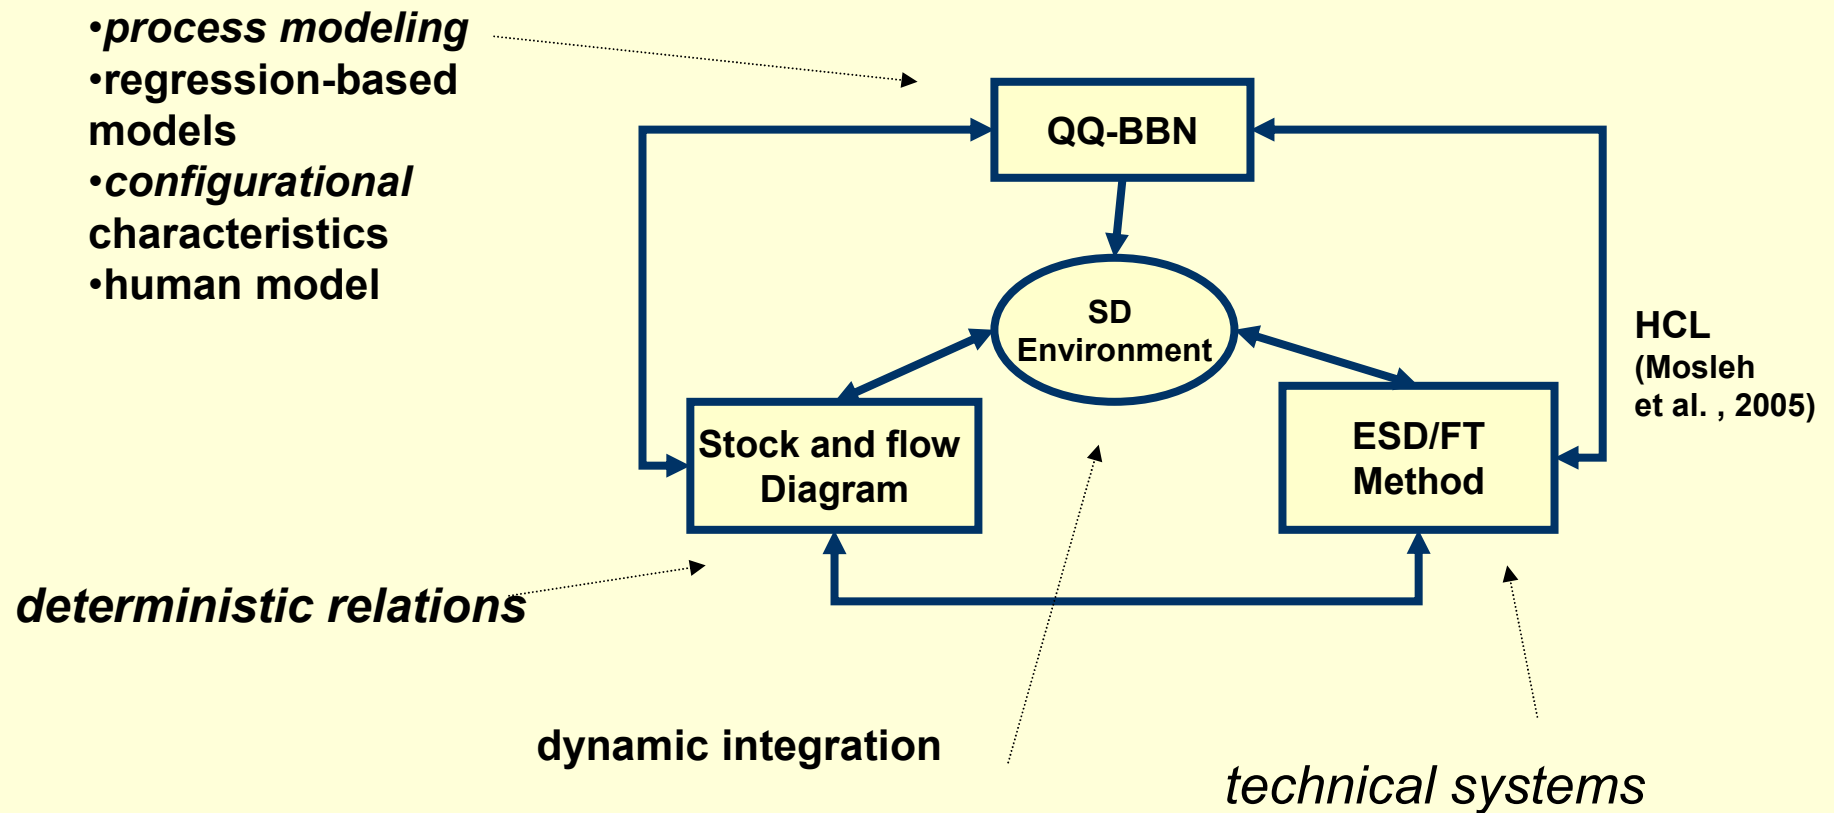 •process modeling
•regression-based
models
•configurational
characteristics
•human model
QQ-BBN
SD
Environment
HCL
(Mosleh
et al. , 2005)
Stock and flow
Diagram
ESD/FT
Method
deterministic relations
dynamic integration
technical systems